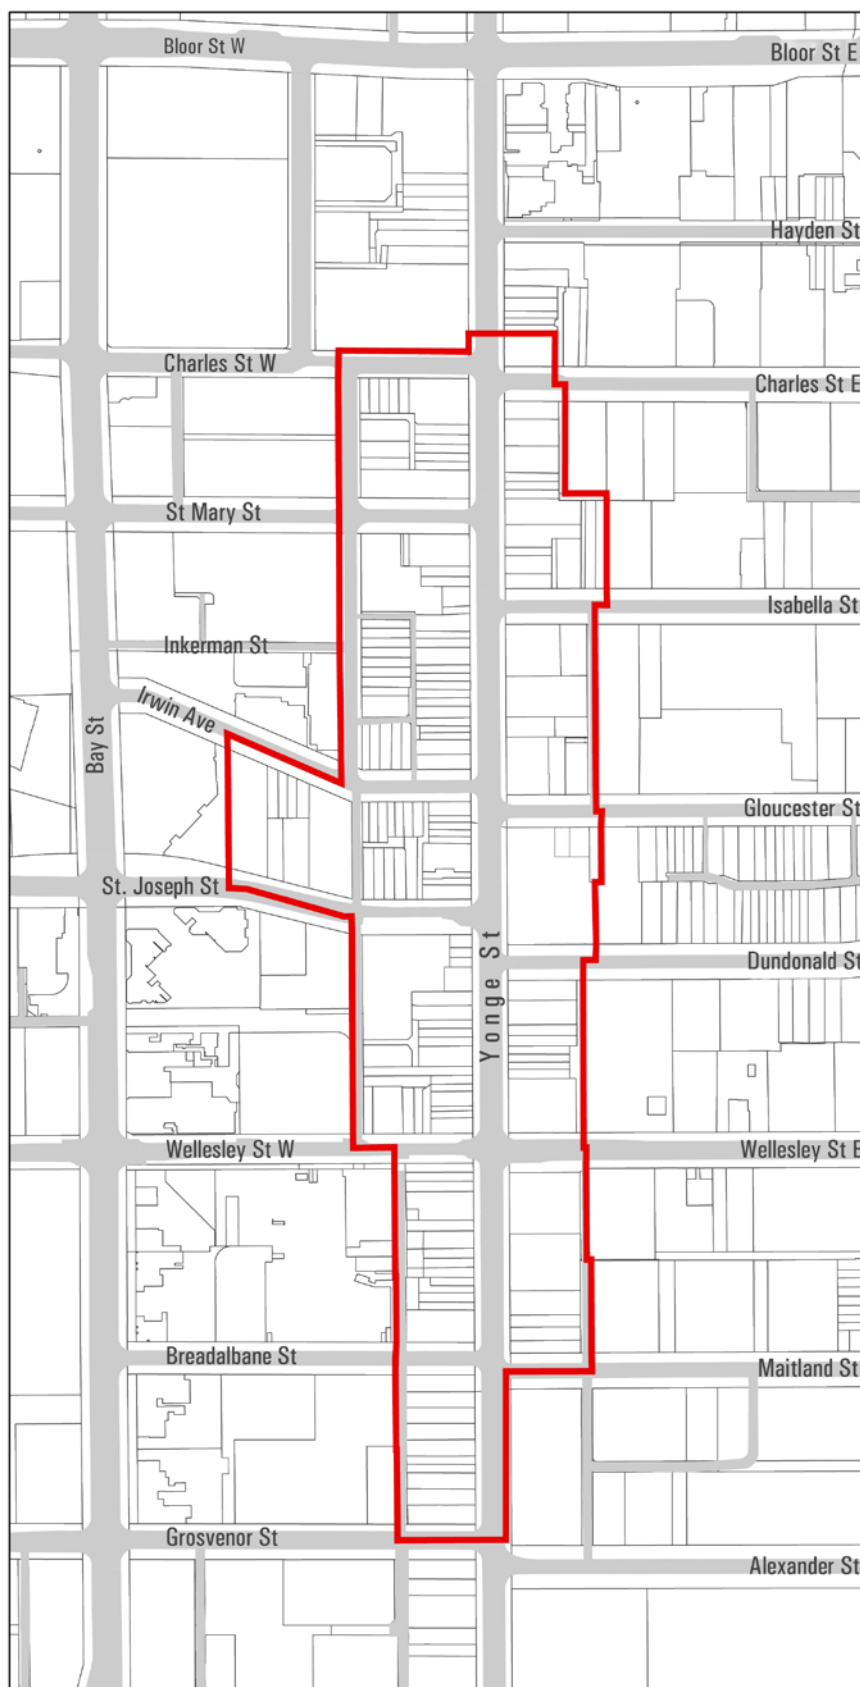 Bloor St W
Bloor St E
Hayden St
Charles St W
Charles St E
St Mary St
Isabella St
Inkerman St
Irwin Ave
Bay St
Gloucester St
St. Joseph St
Yonge St
Dundonald St
Wellesley St W
Wellesley St E
Breadalbane St
Maitland St
Grosvenor St
Alexander St